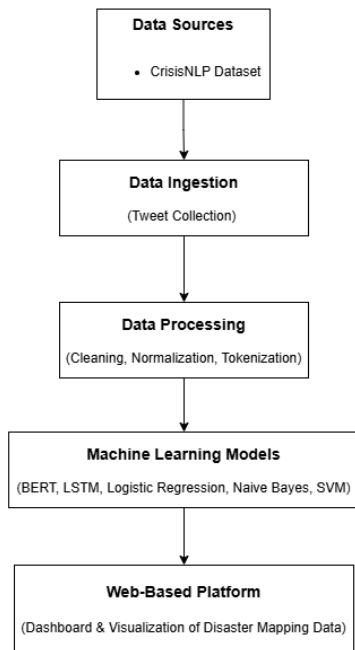 Data Sources
• CrisisNLP Dataset
Data Ingestion
(Tweet Collection)
Data Processing
(Cleaning, Normalization, Tokenization)
Machine Learning Models
(BERT, LSTM, Logistic Regression, Naive Bayes, SVM)
Web-Based Platform
(Dashboard & Visualization of Disaster Mapping Data)